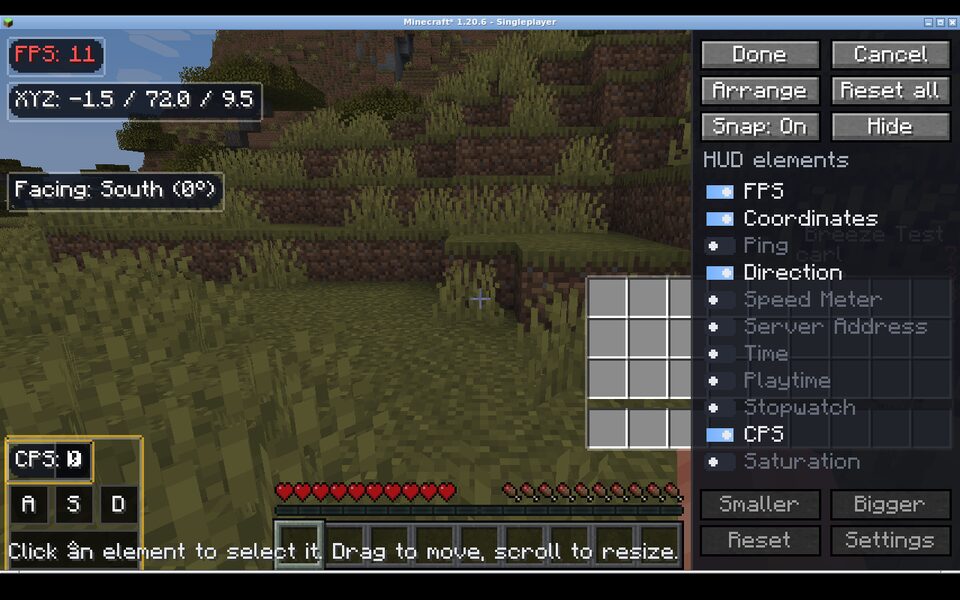 Minecraft* 1.20.6 - Singleplayer
FPS: 11
XYZ: -1.5 / 72.0 / 9.5
Facing: South (0°)
CPS: 0
A S D
Click an element to select it. Drag to move, scroll to resize.
Done Cancel
Arrange Reset all
Snap: On Hide
HUD elements
FPS
Coordinates
Breeze Test
Ping
carl
Direction
Speed Meter
Server Address
Time
Playtime
Stopwatch
CPS
Saturation
Smaller Bigger
Reset Settings